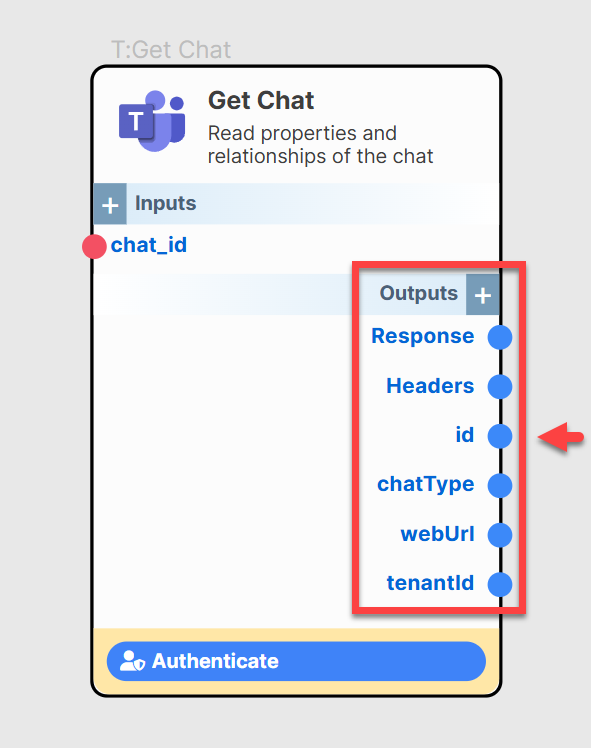 T:Get Chat
T
Get Chat
Read properties and
relationships of the chat
+ Inputs
chat_id
Outputs +
Response
Headers
id
chatType
webUrl
tenantId
Authenticate